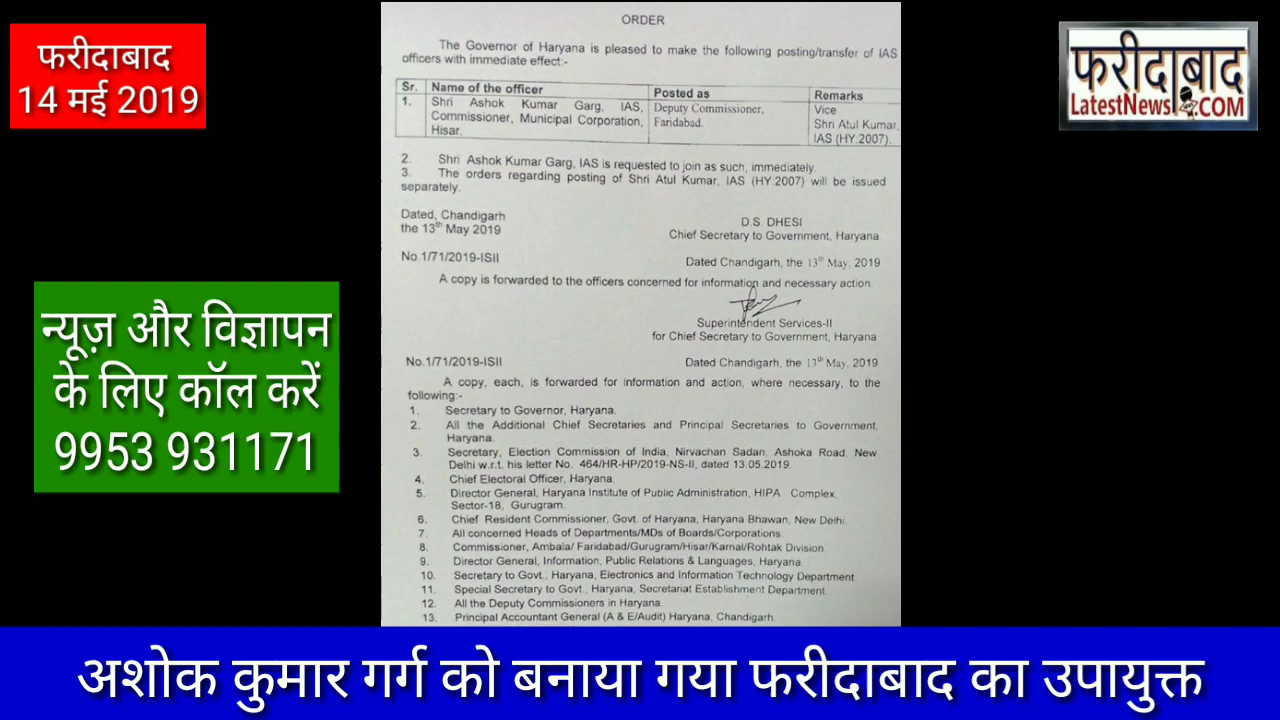 फरीदाबाद
14 मई 2019
फरीदाबाद
LatestNews.COM
न्यूज़ और विज्ञापन
के लिए कॉल करें
9953 931171
ORDER
The Governor of Haryana is pleased to make the following posting/transfer of IAS
officers with immediate effect:-
Sr. Name of the officer Posted as Remarks
1. Shri Ashok Kumar Garg, IAS, Deputy Commissioner, Vice
Commissioner, Municipal Corporation, Faridabad. Shri Atul Kumar,
Hisar. IAS (HY:2007).
2. Shri Ashok Kumar Garg, IAS is requested to join as such, immediately.
3. The orders regarding posting of Shri Atul Kumar, IAS (HY:2007) will be issued
separately.
Dated, Chandigarh
the 13th May 2019
D.S. DHESI
Chief Secretary to Government, Haryana
No.1/71/2019-ISII Dated Chandigarh, the 13th May, 2019
A copy is forwarded to the officers concerned for information and necessary action.
Superintendent Services-II
for Chief Secretary to Government, Haryana
No.1/71/2019-ISII Dated Chandigarh, the 13th May, 2019
A copy, each, is forwarded for information and action, where necessary, to the
following:-
1. Secretary to Governor, Haryana.
2. All the Additional Chief Secretaries and Principal Secretaries to Government,
Haryana.
3. Secretary, Election Commission of India, Nirvachan Sadan, Ashoka Road, New
Delhi w.r.t. his letter No. 464/HR-HP/2019-NS-II, dated 13.05.2019.
4. Chief Electoral Officer, Haryana.
5. Director General, Haryana Institute of Public Administration, HIPA Complex,
Sector-18, Gurugram.
6. Chief Resident Commissioner, Govt. of Haryana, Haryana Bhawan, New Delhi.
7. All concerned Heads of Departments/MDs of Boards/Corporations.
8. Commissioner, Ambala/ Faridabad/Gurugram/Hisar/Karnal/Rohtak Division.
9. Director General, Information, Public Relations & Languages, Haryana.
10. Secretary to Govt., Haryana, Electronics and Information Technology Department
11. Special Secretary to Govt., Haryana, Secretariat Establishment Department.
12. All the Deputy Commissioners in Haryana.
13. Principal Accountant General (A & E/Audit) Haryana, Chandigarh.
अशोक कुमार गर्ग को बनाया गया फरीदाबाद का उपायुक्त